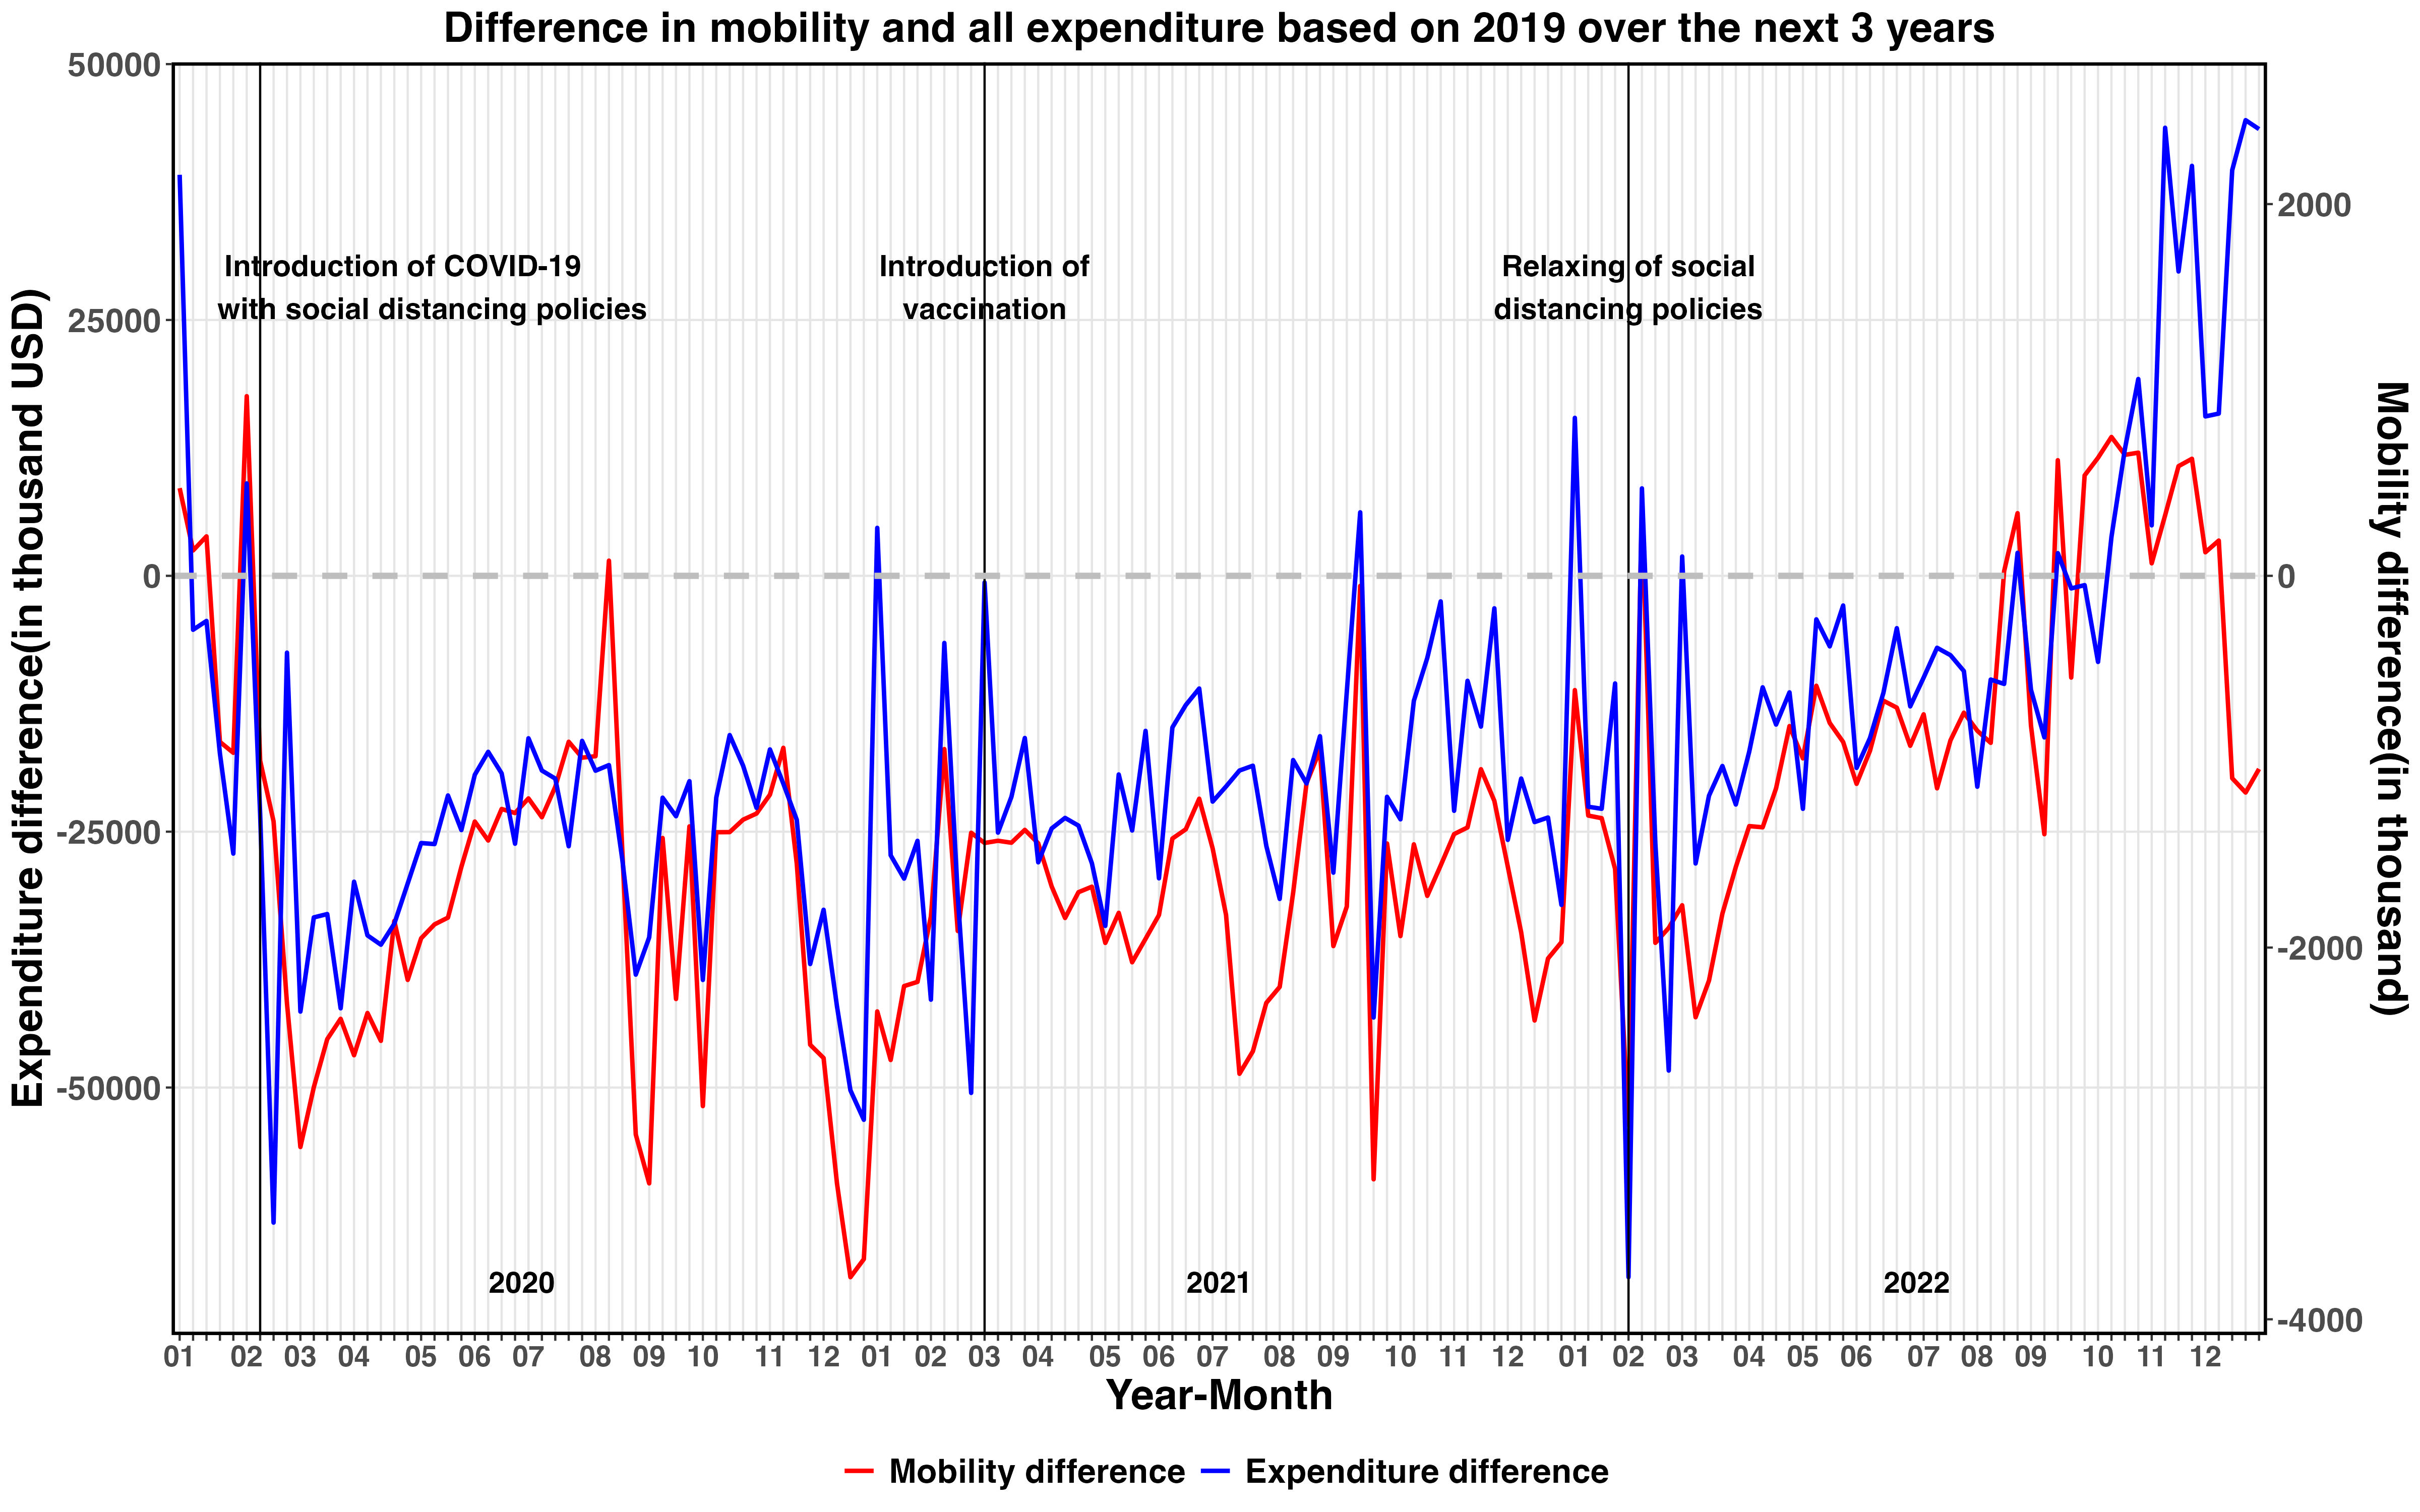 Difference in mobility and all expenditure based on 2019 over the next 3 years
Expenditure difference(in thousand USD)
50000
25000
0
-25000
-50000
Introduction of COVID-19
with social distancing policies
Introduction of
vaccination
Relaxing of social
distancing policies
2020
2021
2022
2000
0
-2000
-4000
Mobility difference(in thousand)
01 02 03 04 05 06 07 08 09 10 11 12 01 02 03 04 05 06 07 08 09 10 11 12 01 02 03 04 05 06 07 08 09 10 11 12
Year-Month
Mobility difference Expenditure difference